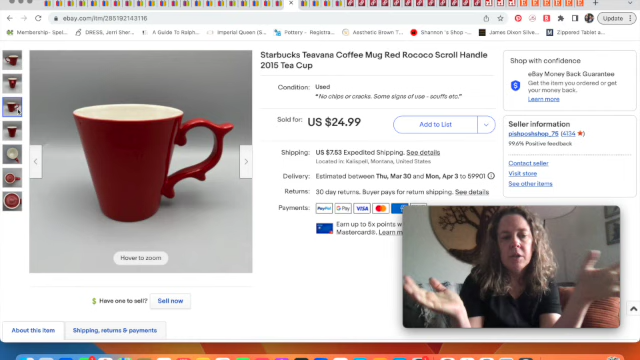 ebay.com/itm/285192143116
Update
Membership - Spel...
DRESS, Jerri Sher...
A Guide To Ralph...
Imperial Queen (S...
Pottery - Rograti...
Aesthetic Brown T...
Shannon 's Shop -...
James Dixon Silve...
Zippered Tablet a...
Starbucks Teavana Coffee Mug Red Rococo Scroll Handle
2015 Tea Cup
Condition: Used
"No chips or cracks. Some signs of use - scuffs etc."
Sold for: US $24.99
Add to List
Shipping: US $7.53 Expedited Shipping. See details
Located in: Kalispell, Montana, United States
Delivery: Estimated between Thu, Mar 30 and Mon, Apr 3 to 59901
Returns: 30 day returns. Buyer pays for return shipping. See details
Payments: PayPal G Pay VISA
Earn up to 5x points w
Mastercard®. Learn m
Hover to zoom
Have one to sell? Sell now
About this item
Shipping, returns & payments
Shop with confidence
eBay Money Back Guarantee
Get the item you ordered or get
your money back.
Learn more
Seller information
pishposhshop_75 (4134)
99.6% Positive feedback
Contact seller
Visit store
See other items